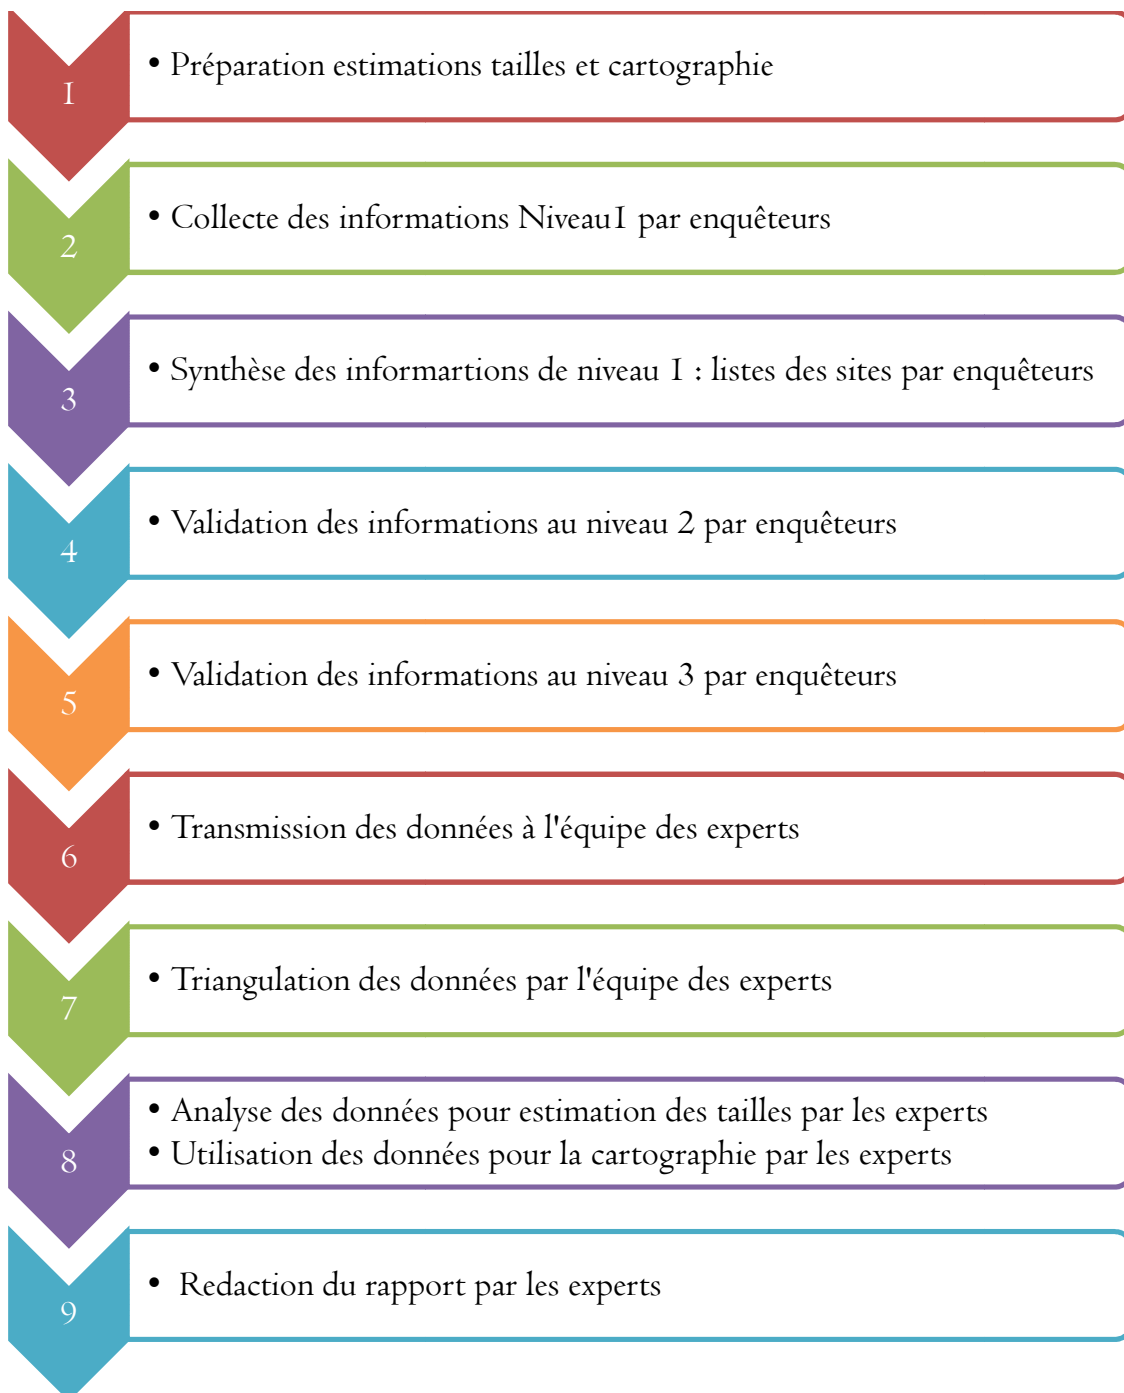 1
• Préparation estimations tailles et cartographie
2
• Collecte des informations Niveau1 par enquêteurs
3
• Synthèse des informartions de niveau 1 : listes des sites par enquêteurs
4
• Validation des informations au niveau 2 par enquêteurs
5
• Validation des informations au niveau 3 par enquêteurs
6
• Transmission des données à l'équipe des experts
7
• Triangulation des données par l'équipe des experts
8
• Analyse des données pour estimation des tailles par les experts
• Utilisation des données pour la cartographie par les experts
9
• Redaction du rapport par les experts